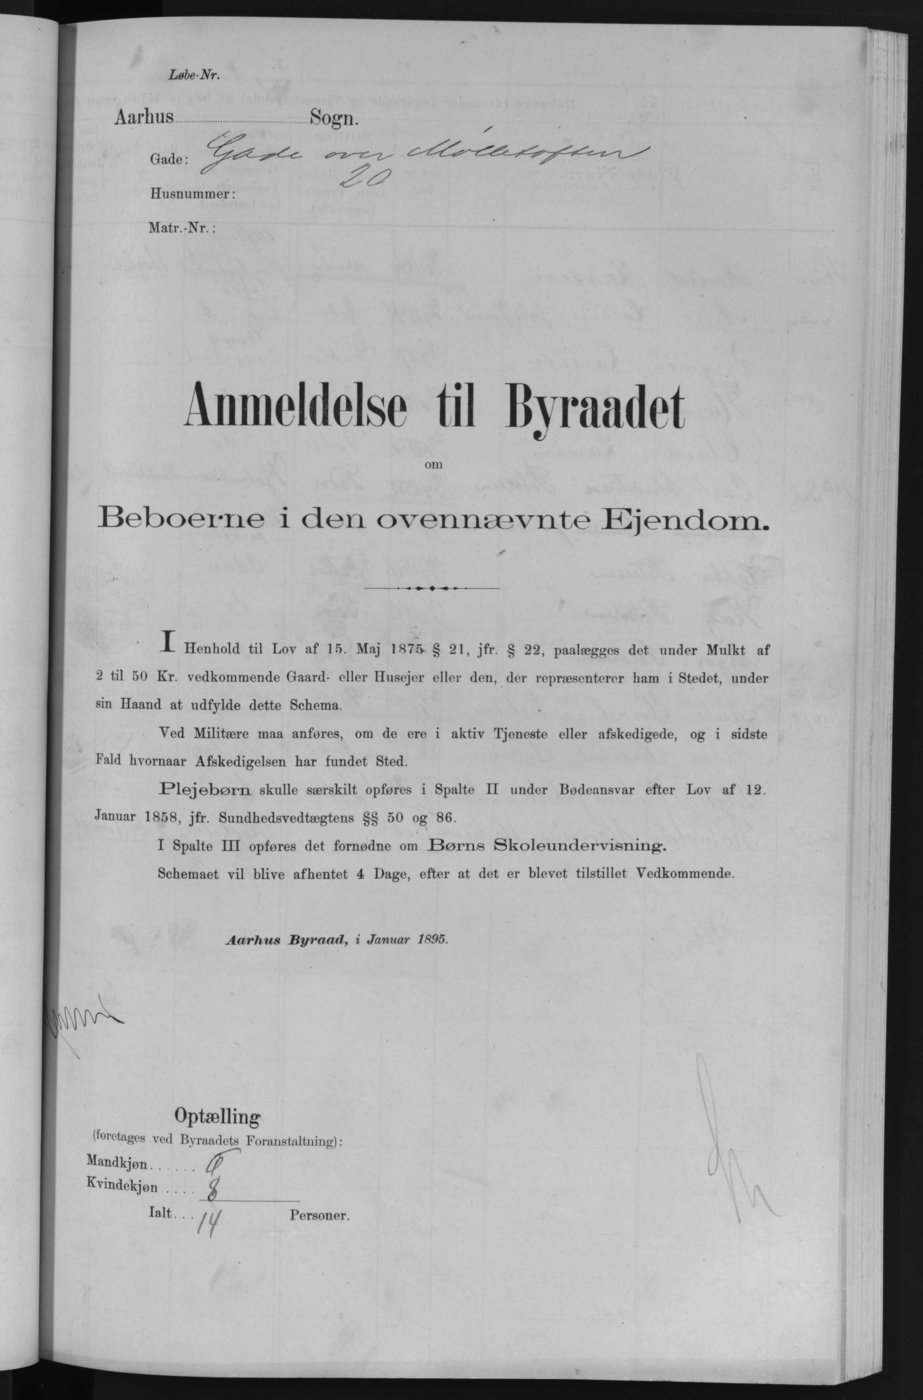 Løbe-Nr.
Aarhus Sogn.
Gade: Gade over Mølletoften
Husnummer: 20
Matr.-Nr.:
Anmeldelse til Byraadet
om
Beboerne i den ovennævnte Ejendom.
I Henhold til Lov af 15. Maj 1875 § 21, jfr. § 22, paalægges det under Mulkt af
2 til 50 Kr. vedkommende Gaard- eller Husejer eller den, der repræsenterer ham i Stedet, under
sin Haand at udfylde dette Schema.
Ved Militære maa anføres, om de ere i aktiv Tjeneste eller afskedigede, og i sidste
Fald hvornaar Afskedigelsen har fundet Sted.
Plejebørn skulle særskilt opføres i Spalte II under Bødeansvar efter Lov af 12.
Januar 1858, jfr. Sundhedsvedtægtens §§ 50 og 86.
I Spalte III opføres det fornødne om Børns Skoleundervisning.
Schemaet vil blive afhentet 4 Dage, efter at det er blevet tilstillet Vedkommende.
Aarhus Byraad, i Januar 1895.
Optælling
(foretages ved Byraadets Foranstaltning):
Mandkjøn......
Kvindekjøn .... 8
Ialt... 14 Personer.